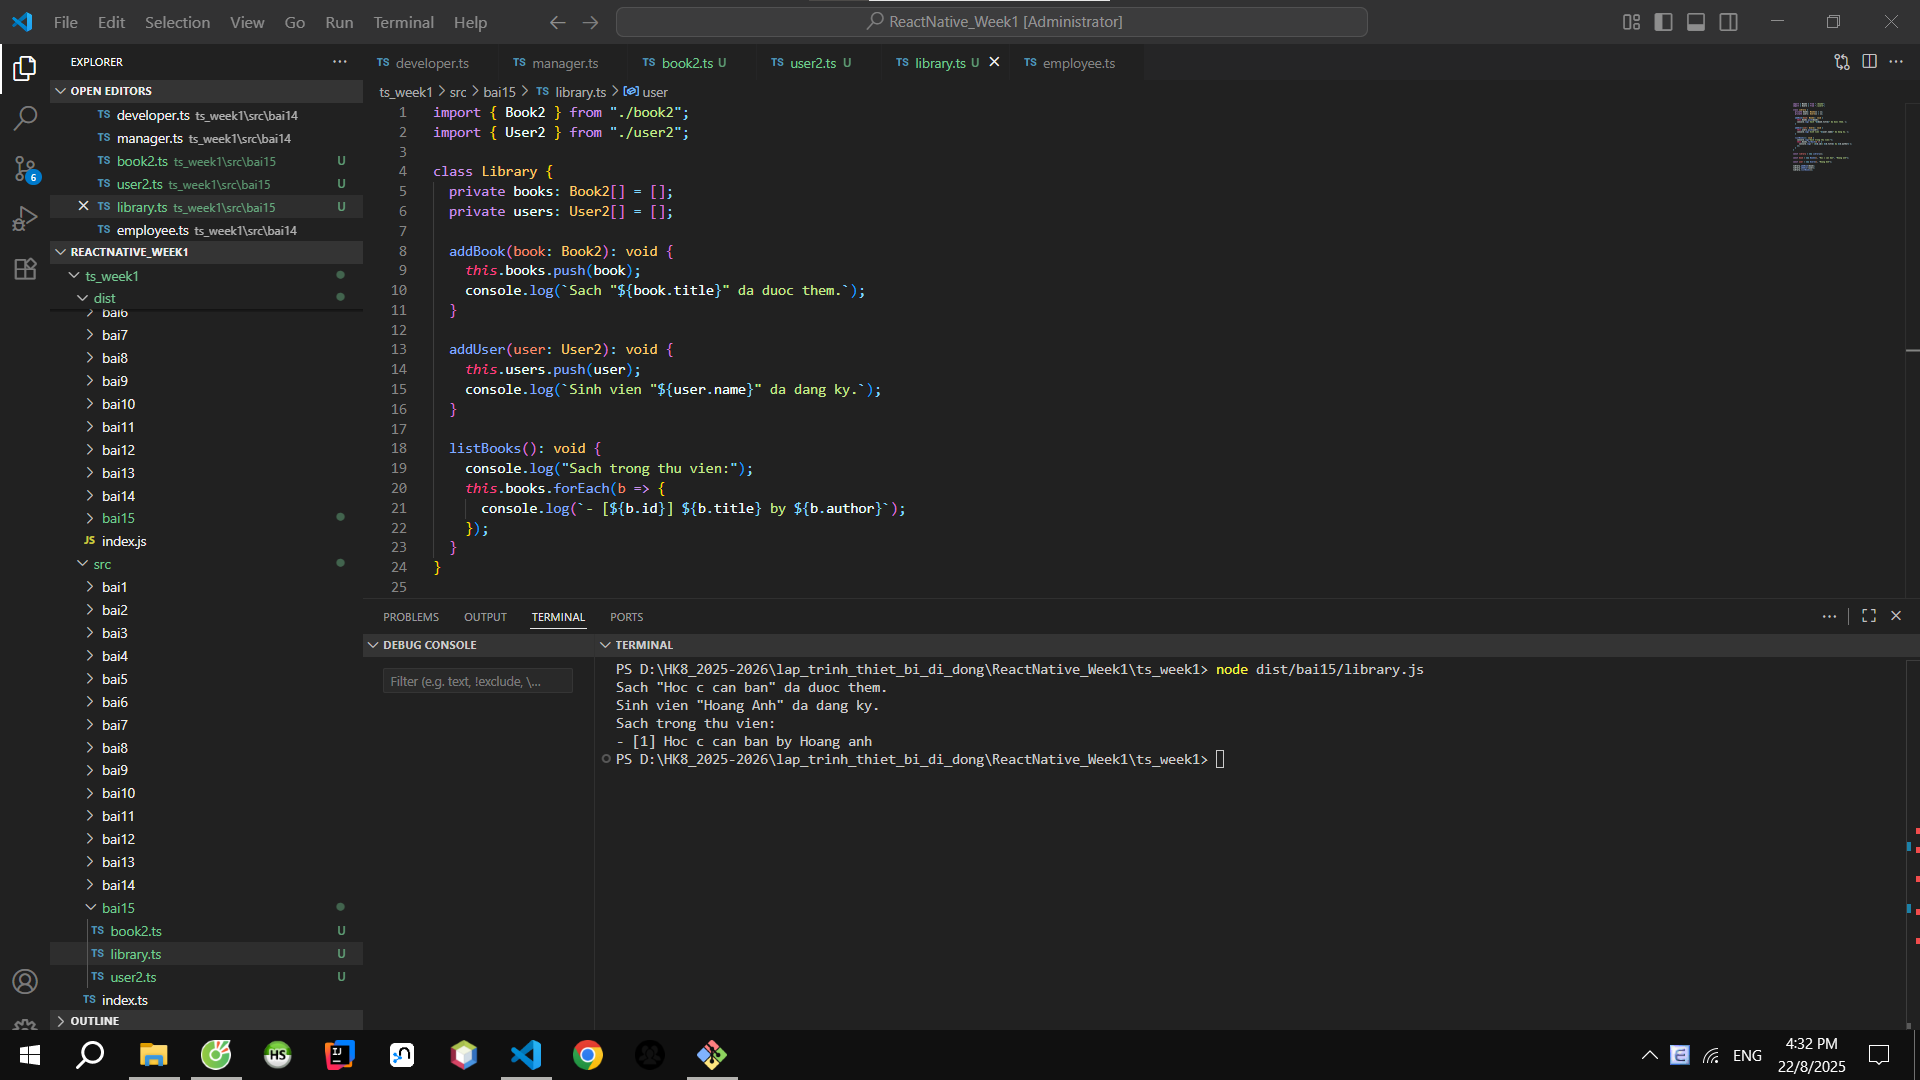 File Edit Selection View Go Run Terminal Help
ReactNative_Week1 [Administrator]
EXPLORER
OPEN EDITORS
TS developer.ts ts_week1\src\bai14
TS manager.ts ts_week1\src\bai14
TS book2.ts ts_week1\src\bai15 U
TS user2.ts ts_week1\src\bai15 U
TS library.ts ts_week1\src\bai15 U
TS employee.ts ts_week1\src\bai14
6
REACTNATIVE_WEEK1
ts_week1
dist
bai6
bai7
bai8
bai9
bai10
bai11
bai12
bai13
bai14
bai15
JS index.js
src
bai1
bai2
bai3
bai4
bai5
bai6
bai7
bai8
bai9
bai10
bai11
bai12
bai13
bai14
bai15
TS book2.ts U
TS library.ts U
TS user2.ts U
TS index.ts
OUTLINE
TS developer.ts TS manager.ts TS book2.ts U TS user2.ts U TS library.ts U TS employee.ts
ts_week1 > src > bai15 > TS library.ts > user
1 import { Book2 } from "./book2";
2 import { User2 } from "./user2";
3
4 class Library {
5 private books: Book2[] = [];
6 private users: User2[] = [];
7
8 addBook(book: Book2): void {
9 this.books.push(book);
10 console.log(`Sach "${book.title}" da duoc them.`);
11 }
12
13 addUser(user: User2): void {
14 this.users.push(user);
15 console.log(`Sinh vien "${user.name}" da dang ky.`);
16 }
17
18 listBooks(): void {
19 console.log("Sach trong thu vien:");
20 this.books.forEach(b => {
21 console.log(`- [${b.id}] ${b.title} by ${b.author}`);
22 });
23 }
24 }
25
PROBLEMS OUTPUT TERMINAL PORTS
DEBUG CONSOLE
Filter (e.g. text, !exclude, \...
TERMINAL
PS D:\HK8_2025-2026\lap_trinh_thiet_bi_di_dong\ReactNative_Week1\ts_week1> node dist/bai15/library.js
Sach "Hoc c can ban" da duoc them.
Sinh vien "Hoang Anh" da dang ky.
Sach trong thu vien:
- [1] Hoc c can ban by Hoang anh
PS D:\HK8_2025-2026\lap_trinh_thiet_bi_di_dong\ReactNative_Week1\ts_week1>
HS
IJ
E
ENG
4:32 PM
22/8/2025